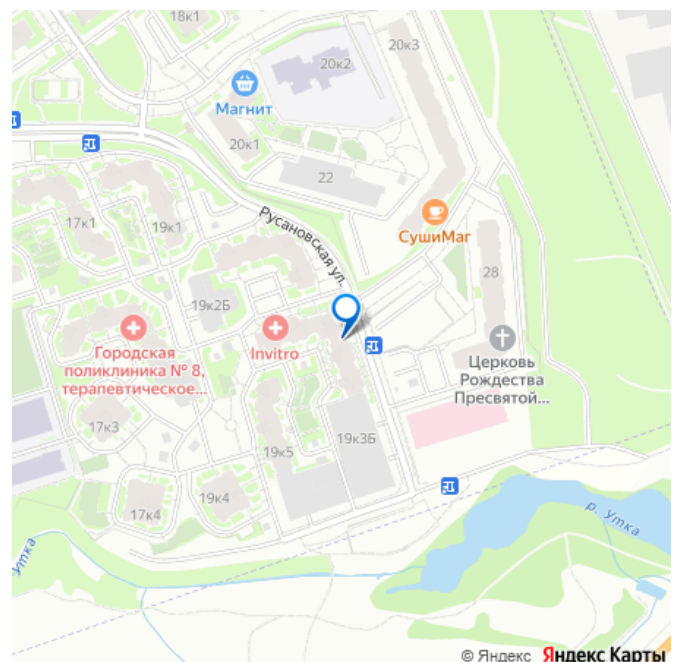 18к1
20к3
20к2
Магнит
20к1
22
17к1
19к1
Русановская ул.
СушиМаг
28
19к2Б
Городская
поликлиника № 8,
терапевтическое...
Invitro
Церковь
Рождества
Пресвятой...
17к3
19к5
19к3Б
19к4
17к4
р. Утка
Утка
© Яндекс Яндекс Карты